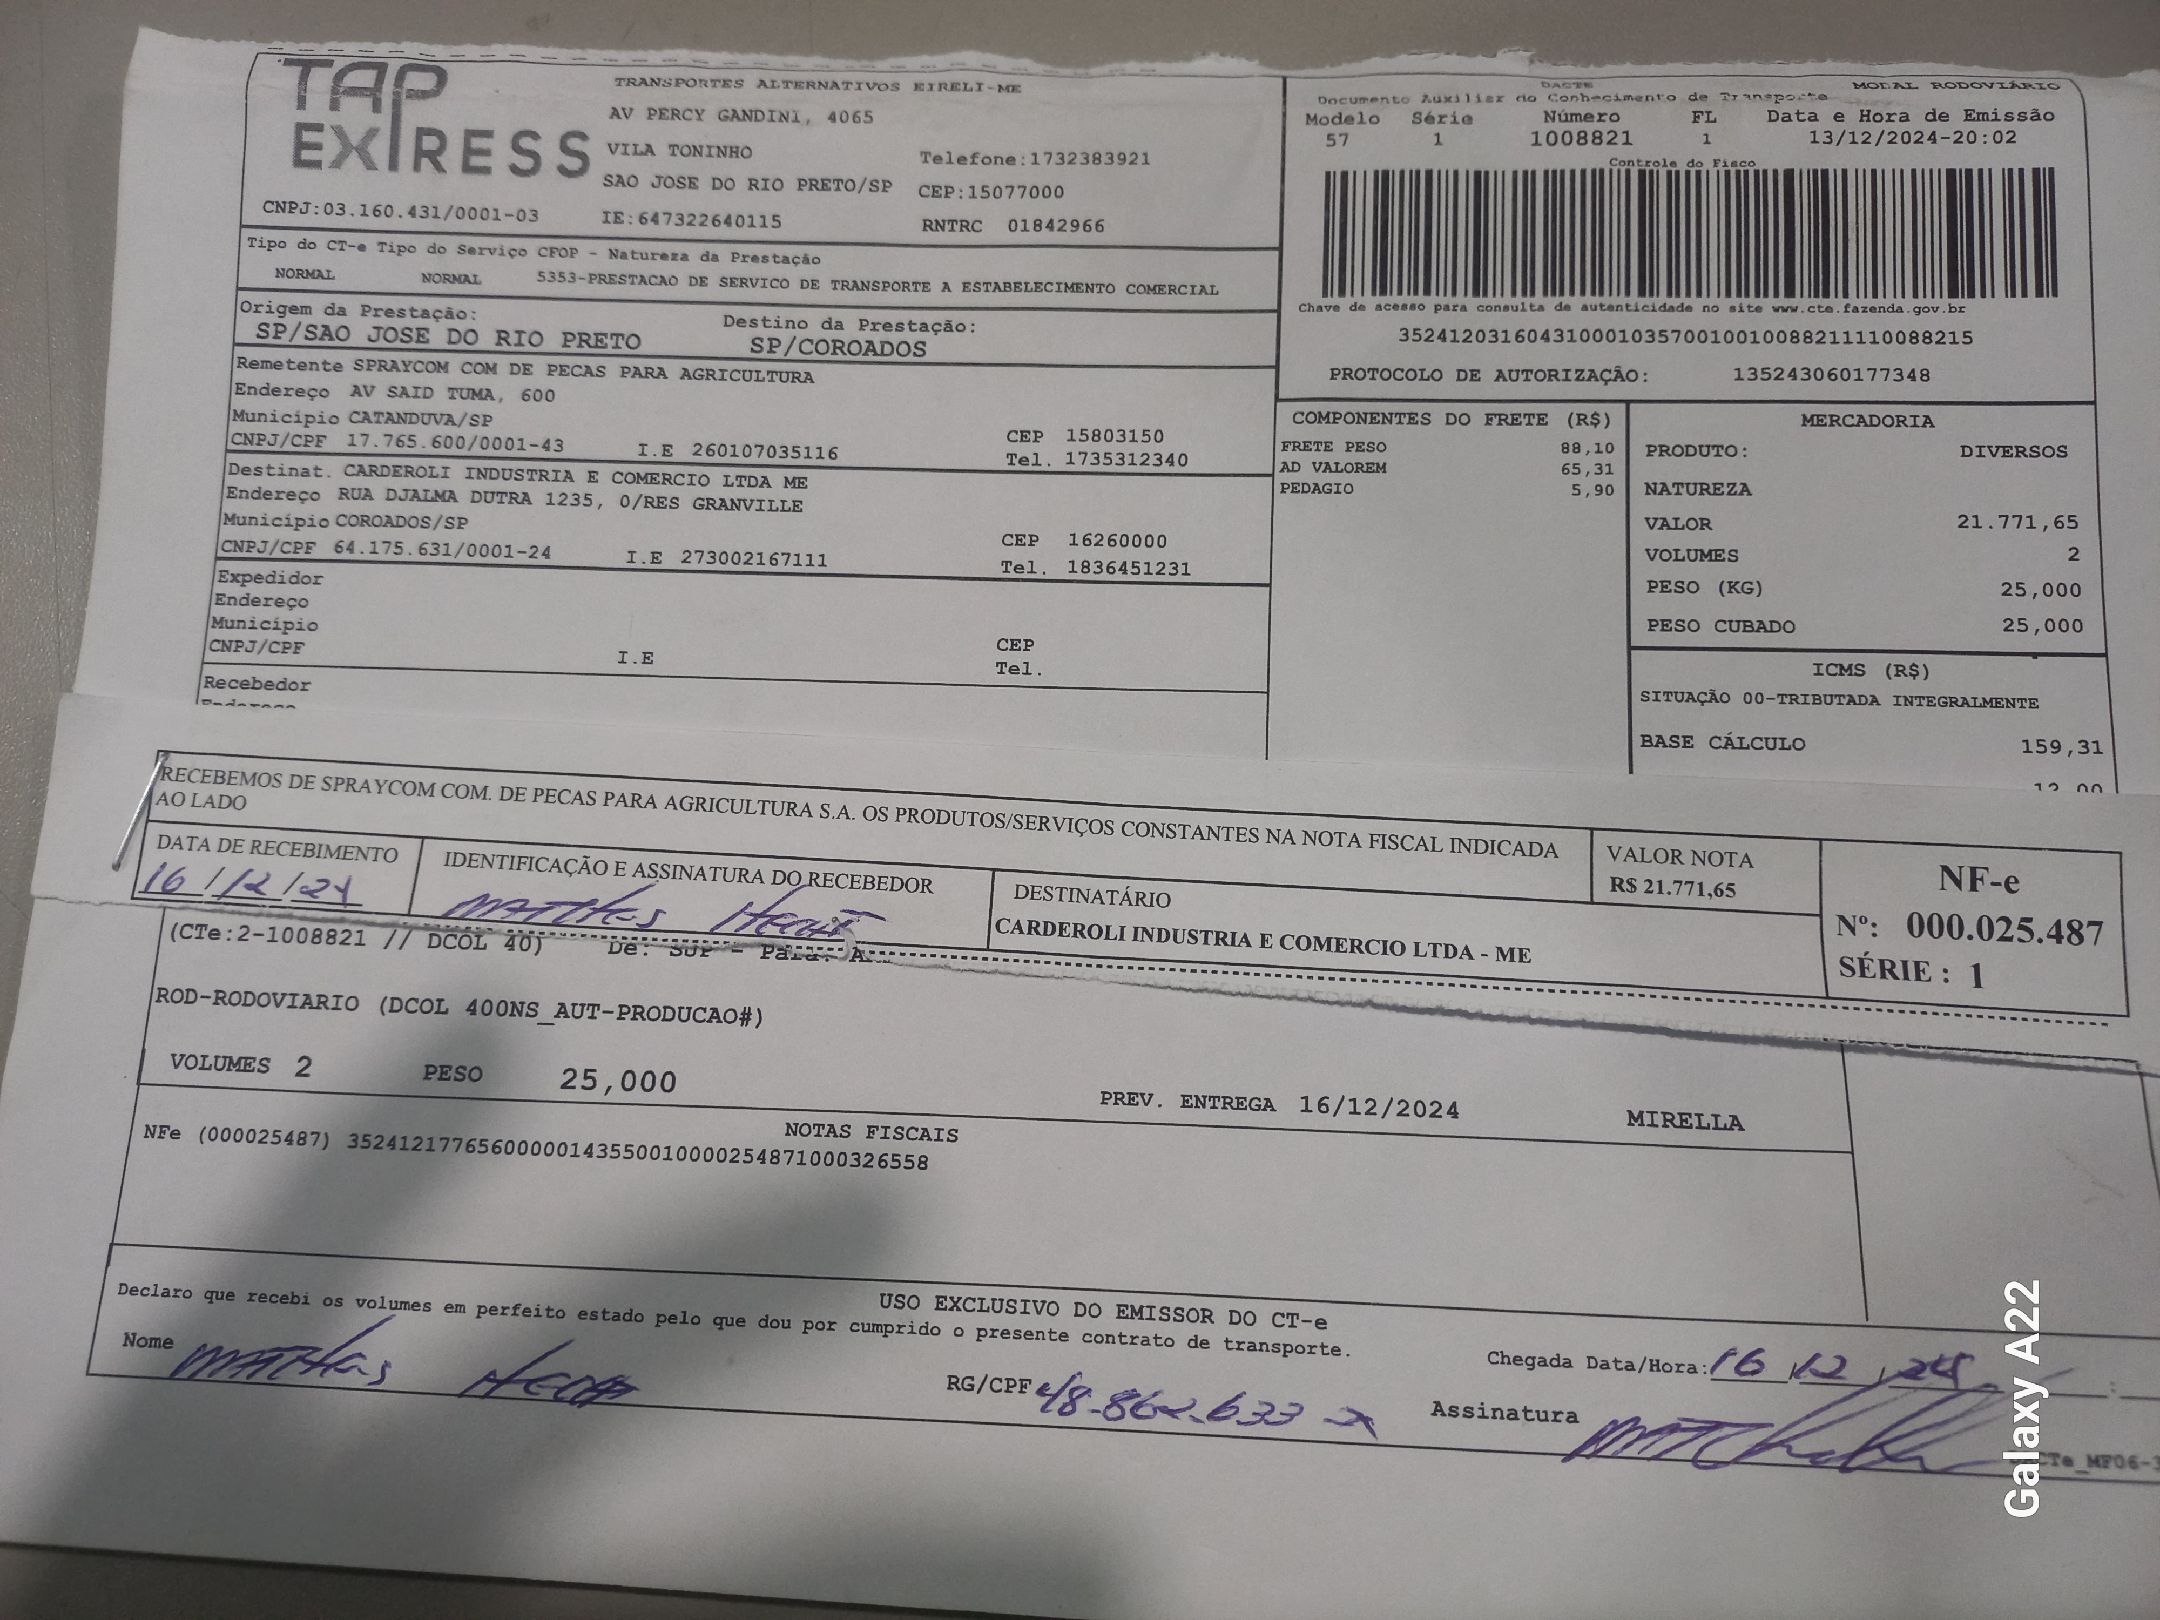 TAP EXPRESS
TRANSPORTES ALTERNATIVOS EIRELI-ME
AV PERCY GANDINI, 4065
VILA TONINHO Telefone:1732383921
SAO JOSE DO RIO PRETO/SP CEP:15077000
CNPJ:03.160.431/0001-03 IE:647322640115 RNTRC 01842966
DACTE MODAL RODOVIÁRIO
Documento Auxiliar do Conhecimento de Transporte
Modelo Série Número FL Data e Hora de Emissão
57 1 1008821 1 13/12/2024-20:02
Controle do Fisco
Chave de acesso para consulta de autenticidade no site www.cte.fazenda.gov.br
35241203160431000103570010010088211110088215
PROTOCOLO DE AUTORIZAÇÃO: 135243060177348
Tipo do CT-e Tipo do Serviço CFOP - Natureza da Prestação
NORMAL NORMAL 5353-PRESTACAO DE SERVICO DE TRANSPORTE A ESTABELECIMENTO COMERCIAL
Origem da Prestação: Destino da Prestação:
SP/SAO JOSE DO RIO PRETO SP/COROADOS
Remetente SPRAYCOM COM DE PECAS PARA AGRICULTURA
Endereço AV SAID TUMA, 600
Município CATANDUVA/SP CEP 15803150
CNPJ/CPF 17.765.600/0001-43 I.E 260107035116 Tel. 1735312340
Destinat. CARDEROLI INDUSTRIA E COMERCIO LTDA ME
Endereço RUA DJALMA DUTRA 1235, 0/RES GRANVILLE
Município COROADOS/SP CEP 16260000
CNPJ/CPF 64.175.631/0001-24 I.E 273002167111 Tel. 1836451231
Expedidor
Endereço
Município CEP
CNPJ/CPF I.E Tel.
Recebedor
Endereço
COMPONENTES DO FRETE (R$)
FRETE PESO 88,10
AD VALOREM 65,31
PEDAGIO 5,90
MERCADORIA
PRODUTO: DIVERSOS
NATUREZA
VALOR 21.771,65
VOLUMES 2
PESO (KG) 25,000
PESO CUBADO 25,000
ICMS (R$)
SITUAÇÃO 00-TRIBUTADA INTEGRALMENTE
BASE CÁLCULO 159,31
12,00
RECEBEMOS DE SPRAYCOM COM. DE PECAS PARA AGRICULTURA S.A. OS PRODUTOS/SERVIÇOS CONSTANTES NA NOTA FISCAL INDICADA
AO LADO
DATA DE RECEBIMENTO
16/12/24
IDENTIFICAÇÃO E ASSINATURA DO RECEBEDOR
MATHEUS
DESTINATÁRIO
CARDEROLI INDUSTRIA E COMERCIO LTDA - ME
VALOR NOTA
R$ 21.771,65
NF-e
Nº: 000.025.487
SÉRIE : 1
(CTe:2-1008821 // DCOL 40) De: SJP - Para: A
ROD-RODOVIARIO (DCOL 400NS_AUT-PRODUCAO#)
VOLUMES 2 PESO 25,000 PREV. ENTREGA 16/12/2024 MIRELLA
NOTAS FISCAIS
NFe (000025487) 35241217765600000143550010000254871000326558
USO EXCLUSIVO DO EMISSOR DO CT-e
Declaro que recebi os volumes em perfeito estado pelo que dou por cumprido o presente contrato de transporte.
Nome MATHEUS RG/CPF 48.862.633 Chegada Data/Hora: 16/12/24 :
Assinatura
CTe_MF06-3
Galaxy A22